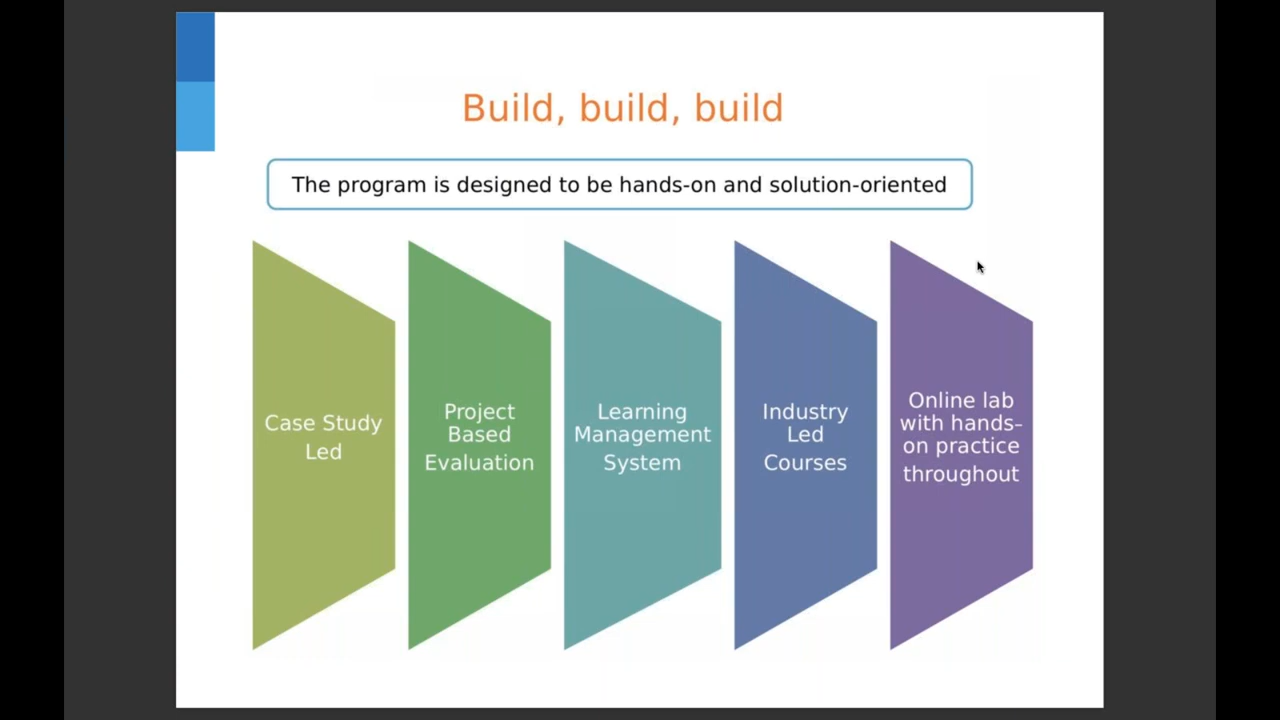 Build, build, build
The program is designed to be hands-on and solution-oriented
Case Study
Led
Project
Based
Evaluation
Learning
Management
System
Industry
Led
Courses
Online lab
with hands-
on practice
throughout